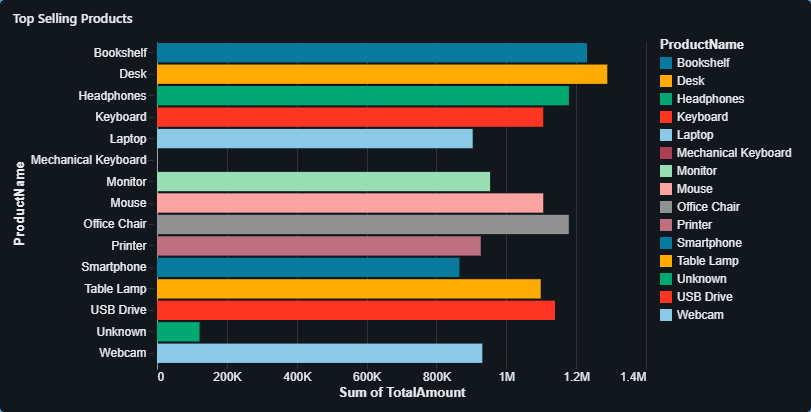 Top Selling Products
ProductName
Bookshelf
Desk
Headphones
Keyboard
Laptop
Mechanical Keyboard
Monitor
Mouse
Office Chair
Printer
Smartphone
Table Lamp
USB Drive
Unknown
Webcam
0 200K 400K 600K 800K 1M 1.2M 1.4M
Sum of TotalAmount
ProductName
Bookshelf
Desk
Headphones
Keyboard
Laptop
Mechanical Keyboard
Monitor
Mouse
Office Chair
Printer
Smartphone
Table Lamp
Unknown
USB Drive
Webcam